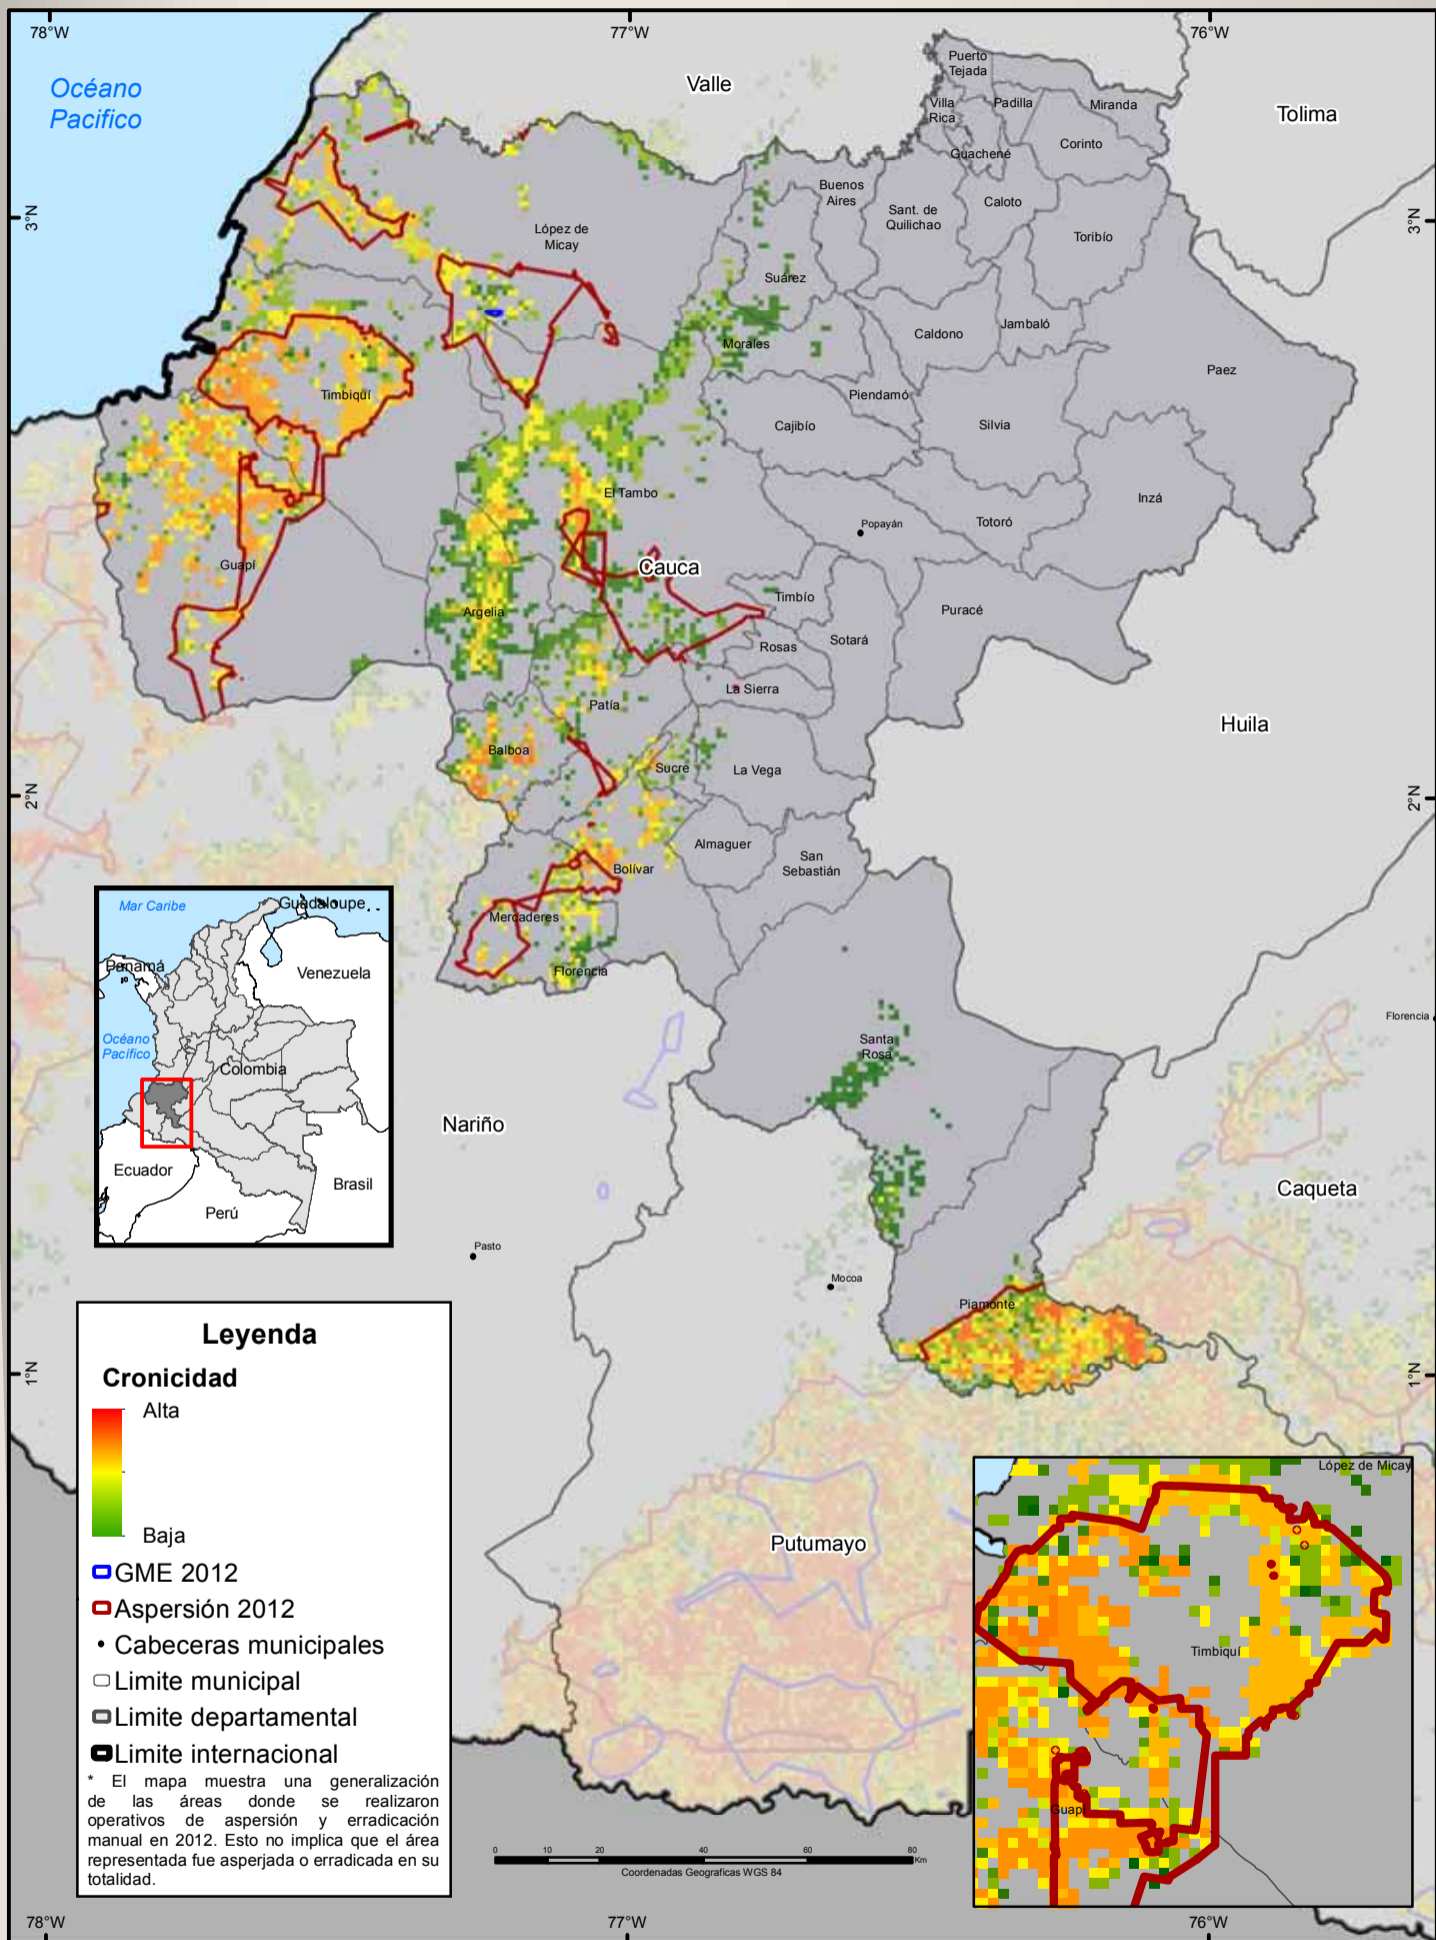 78°W
77°W
76°W
Océano
Pacifico
Valle
Tolima
Puerto
Tejada
Villa
Rica
Padilla
Miranda
Corinto
Guachené
Buenos
Aires
Sant. de
Quilichao
Caloto
Toribío
3°N
3°N
López de
Micay
Suárez
Morales
Caldono
Jambaló
Paez
Timbiquí
Piendamó
Cajibío
Silvia
El Tambo
Popayán
Totoró
Inzá
Guapí
Cauca
Argelia
Timbío
Puracé
Sotará
Rosas
La Sierra
Patía
Huila
Balboa
Sucre
La Vega
2°N
2°N
Almaguer
San
Sebastián
Bolívar
Mercaderes
Florencia
Mar Caribe
Guadaloupe
Panamá
Venezuela
Océano
Pacífico
Colombia
Ecuador
Brasil
Perú
Florencia
Santa
Rosa
Nariño
Caqueta
Pasto
Mocoa
Piamonte
1°N
1°N
Leyenda
Cronicidad
Alta
Baja
GME 2012
Aspersión 2012
Cabeceras municipales
Limite municipal
Limite departamental
Limite internacional
* El mapa muestra una generalización
de las áreas donde se realizaron
operativos de aspersión y erradicación
manual en 2012. Esto no implica que el área
representada fue asperjada o erradicada en su
totalidad.
Putumayo
López de Micay
Timbiquí
Guapí
0 10 20 40 60 80
Km
Coordenadas Geograficas WGS 84
78°W
77°W
76°W